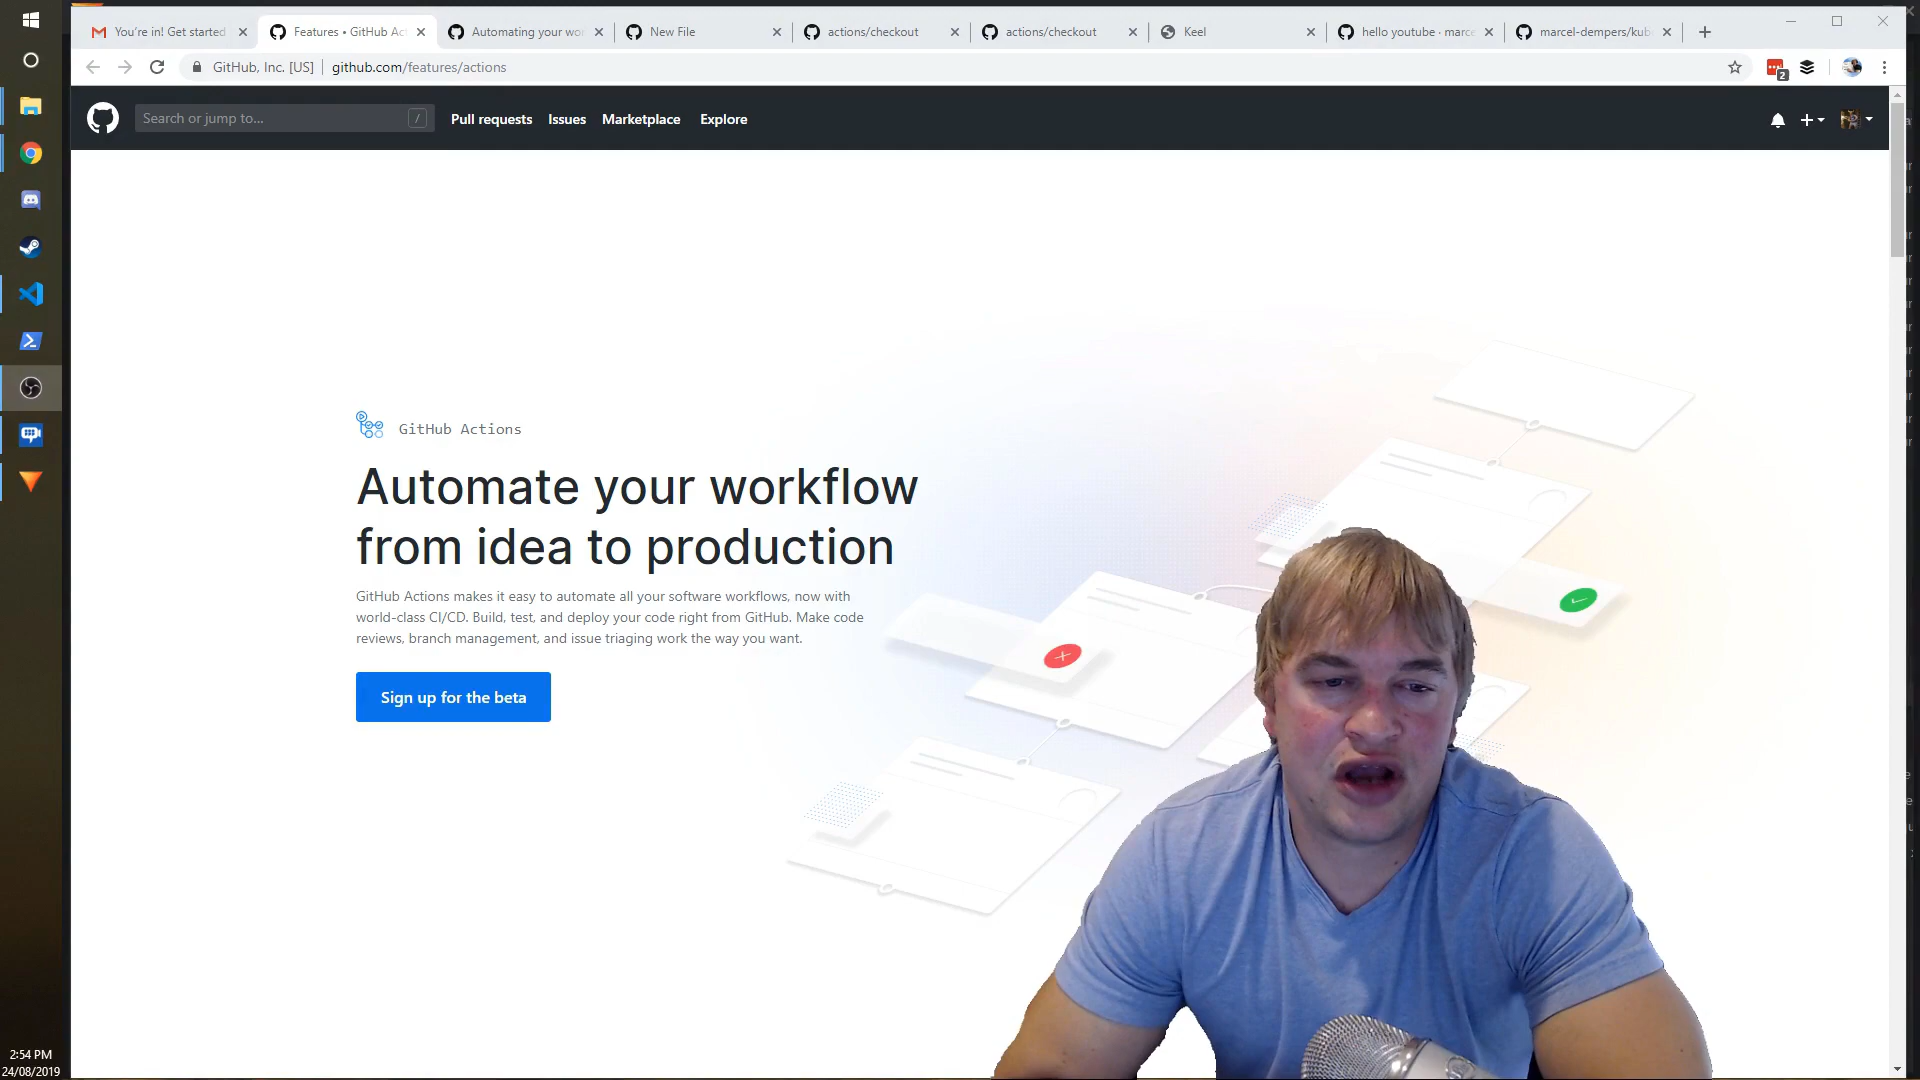 You're in! Get started
Features • GitHub Ac
Automating your wor
New File
actions/checkout
actions/checkout
Keel
hello youtube · marce
marcel-dempers/kub
GitHub, Inc. [US]
github.com/features/actions
2
Search or jump to...
/
Pull requests
Issues
Marketplace
Explore
GitHub Actions
Automate your workflow
from idea to production
GitHub Actions makes it easy to automate all your software workflows, now with
world-class CI/CD. Build, test, and deploy your code right from GitHub. Make code
reviews, branch management, and issue triaging work the way you want.
Sign up for the beta
2:54 PM
24/08/2019